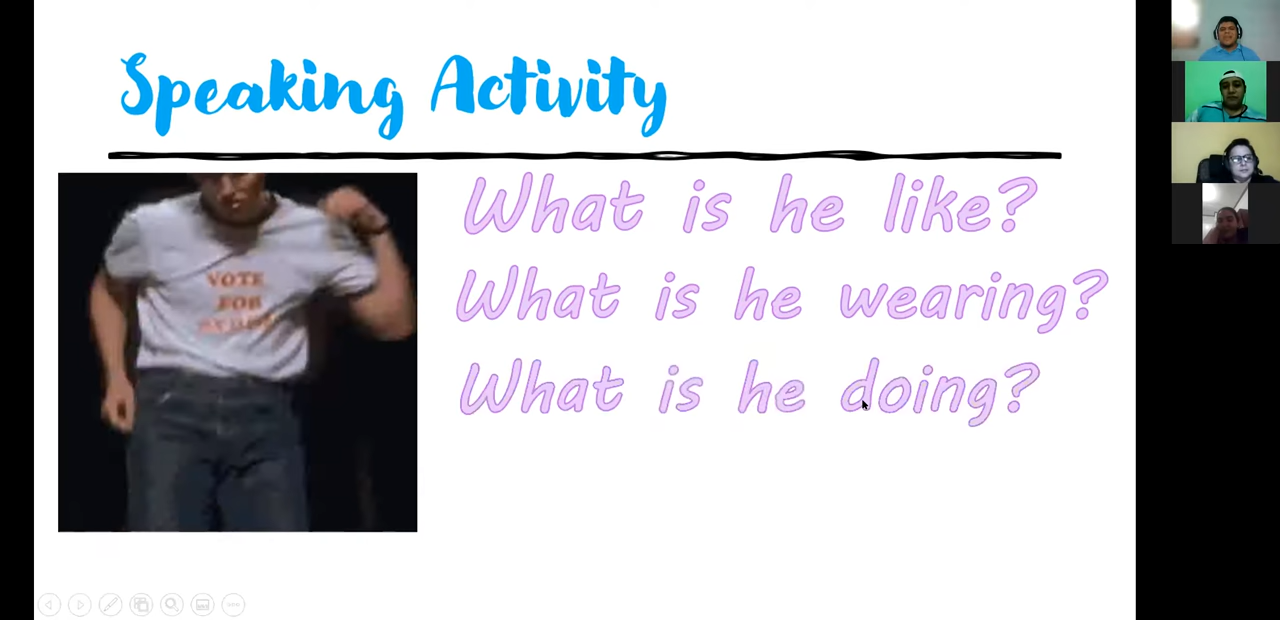 Speaking Activity
What is he like?
What is he wearing?
What is he doing?
VOTE
FOR